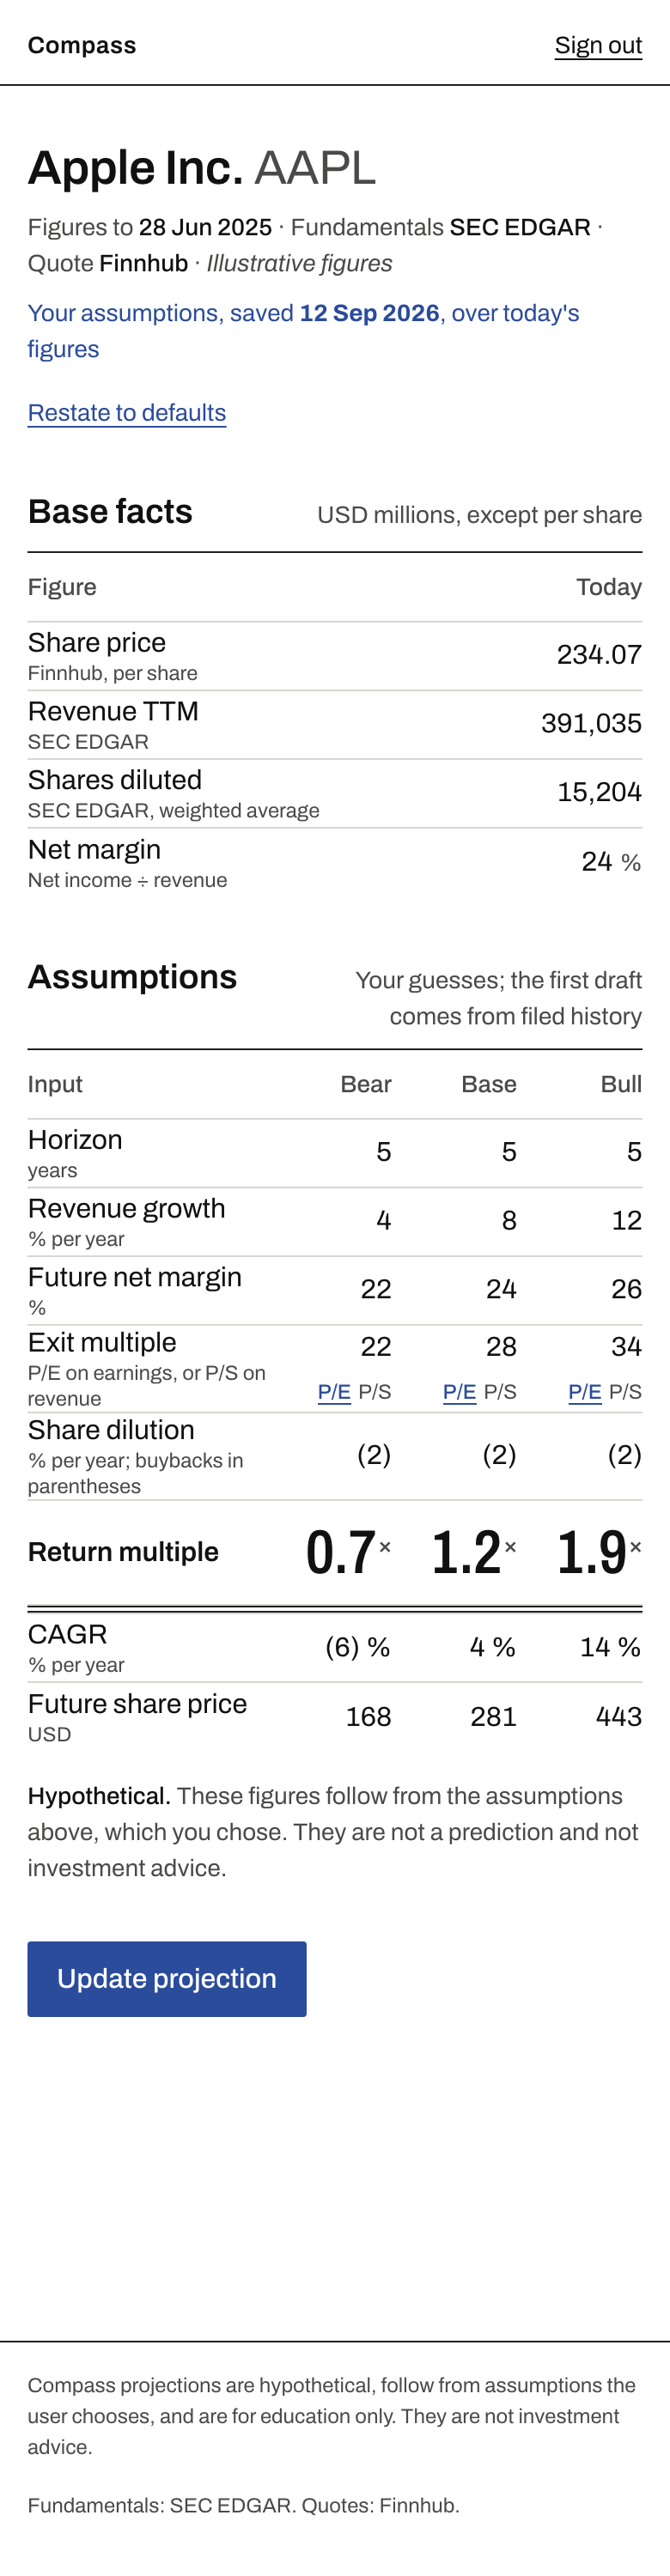 Compass
Sign out
Apple Inc. AAPL
Figures to 28 Jun 2025 · Fundamentals SEC EDGAR ·
Quote Finnhub · Illustrative figures
Your assumptions, saved 12 Sep 2026, over today's
figures
Restate to defaults
Base facts
USD millions, except per share
Figure Today
Share price 234.07
Finnhub, per share
Revenue TTM 391,035
SEC EDGAR
Shares diluted 15,204
SEC EDGAR, weighted average
Net margin 24 %
Net income ÷ revenue
Assumptions
Your guesses; the first draft
comes from filed history
Input Bear Base Bull
Horizon 5 5 5
years
Revenue growth 4 8 12
% per year
Future net margin 22 24 26
%
Exit multiple 22 28 34
P/E on earnings, or P/S on
revenue
P/E P/S P/E P/S P/E P/S
Share dilution (2) (2) (2)
% per year; buybacks in
parentheses
Return multiple 0.7× 1.2× 1.9×
CAGR (6) % 4 % 14 %
% per year
Future share price 168 281 443
USD
Hypothetical. These figures follow from the assumptions
above, which you chose. They are not a prediction and not
investment advice.
Update projection
Compass projections are hypothetical, follow from assumptions the
user chooses, and are for education only. They are not investment
advice.
Fundamentals: SEC EDGAR. Quotes: Finnhub.